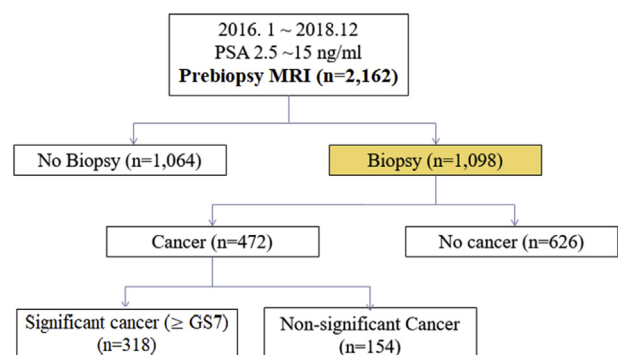 2016. 1 ~ 2018.12
PSA 2.5 ~15 ng/ml
Prebiopsy MRI (n=2,162)
No Biopsy (n=1,064)
Biopsy (n=1,098)
Cancer (n=472)
No cancer (n=626)
Significant cancer (≥ GS7)
(n=318)
Non-significant Cancer
(n=154)